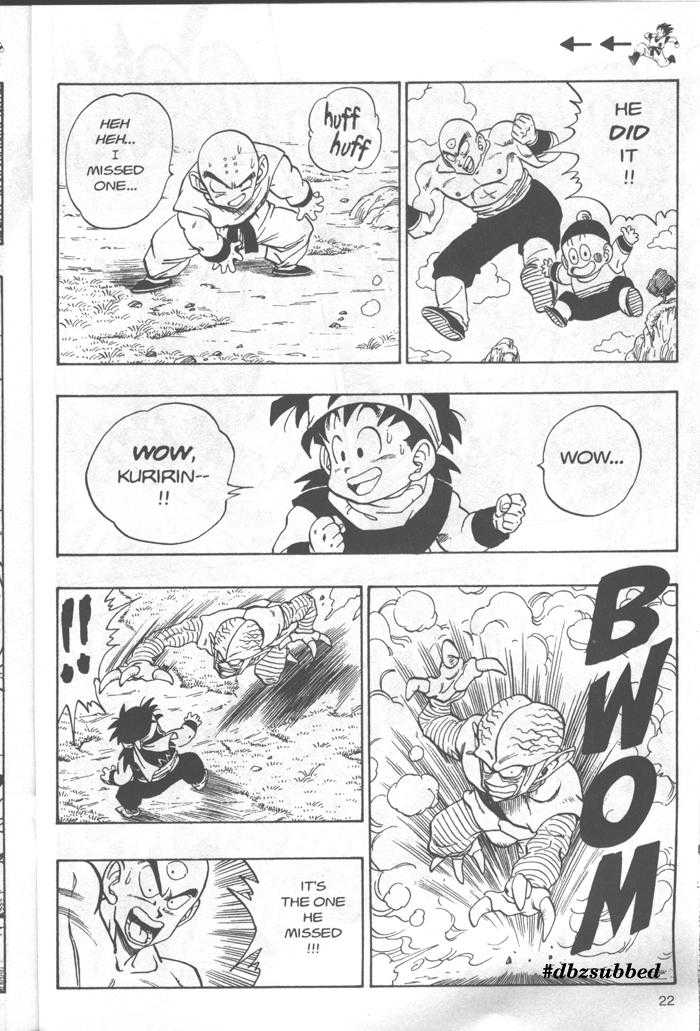 HE
DID
IT
!!
huff
huff
HEH
HEH...
I
MISSED
ONE...
WOW...
WOW,
KURIRIN--
!!
BWOM
!!
IT'S
THE ONE
HE
MISSED
!!!
#dbzsubbed
22